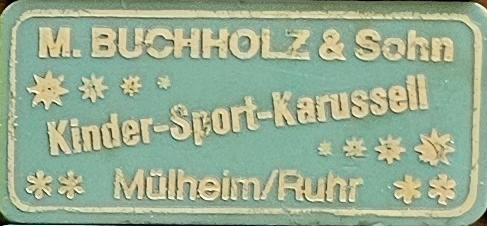 M. BUCHHOLZ & Sohn
Kinder-Sport-Karussell
Mülheim/Ruhr